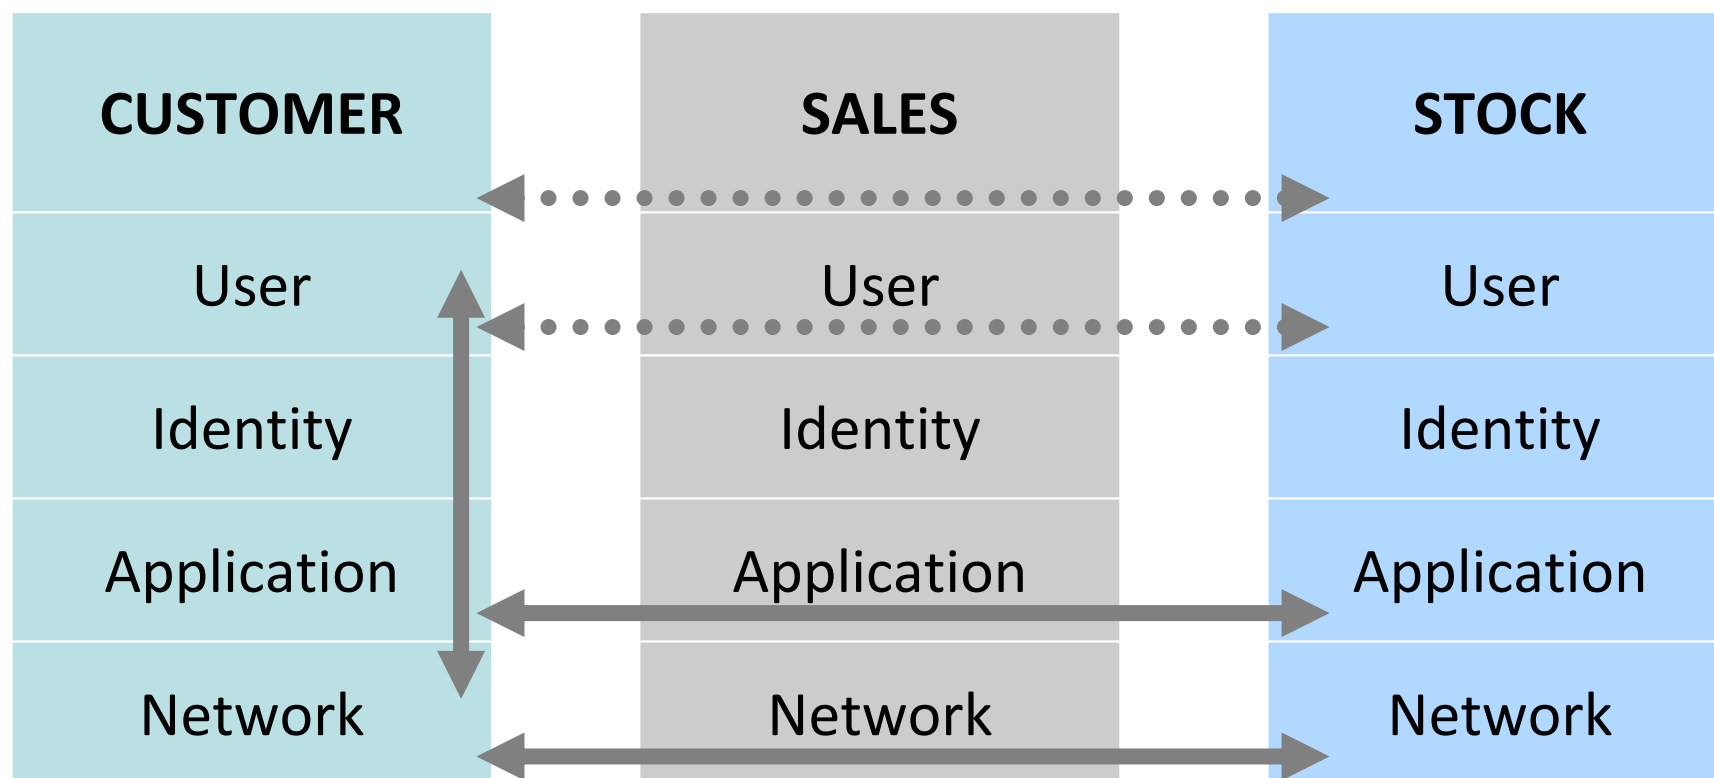 CUSTOMER SALES STOCK
User User User
Identity Identity Identity
Application Application Application
Network Network Network